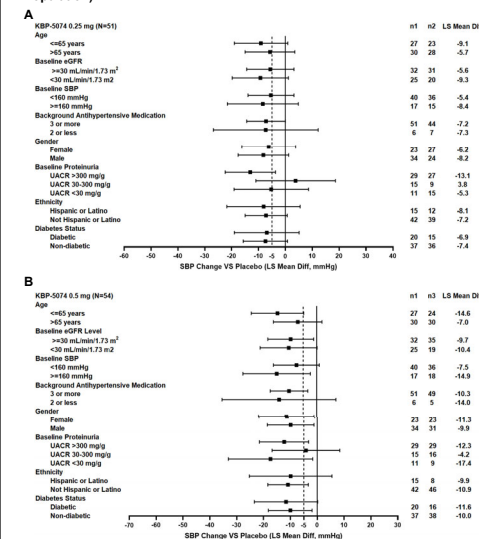 A
KBP-5074 0.25 mg (N=51) n1 n2 LS Mean Di
Age
<=65 years 27 23 -9.1
>65 years 30 28 -5.7
Baseline eGFR
>=30 mL/min/1.73 m2 32 31 -5.6
<30 mL/min/1.73 m2 25 20 -9.3
Baseline SBP
<160 mmHg 40 36 -5.4
>=160 mmHg 17 15 -8.4
Background Antihypertensive Medication
3 or more 51 44 -7.2
2 or less 6 7 -7.3
Gender
Female 23 27 -6.2
Male 34 24 -8.2
Baseline Proteinuria
UACR >300 mg/g 29 27 -13.1
UACR 30-300 mg/g 15 9 3.8
UACR <30 mg/g 11 15 -5.3
Ethnicity
Hispanic or Latino 15 12 -8.1
Not Hispanic or Latino 42 39 -7.2
Diabetes Status
Diabetic 20 15 -6.9
Non-diabetic 37 36 -7.4
-60 -50 -40 -30 -20 -10 -5 0 10 20 30 40
SBP Change VS Placebo (LS Mean Diff, mmHg)
B
KBP-5074 0.5 mg (N=54) n1 n3 LS Mean Di
Age
<=65 years 27 24 -14.6
>65 years 30 30 -7.0
Baseline eGFR Level
>=30 mL/min/1.73 m2 32 35 -9.7
<30 mL/min/1.73 m2 25 19 -10.4
Baseline SBP
<160 mmHg 40 36 -7.5
>=160 mmHg 17 18 -14.9
Background Antihypertensive Medication
3 or more 51 49 -10.3
2 or less 6 5 -14.0
Gender
Female 23 23 -11.3
Male 34 31 -9.9
Baseline Proteinuria
UACR >300 mg/g 29 29 -12.3
UACR 30-300 mg/g 15 16 -4.2
UACR <30 mg/g 11 9 -17.4
Ethnicity
Hispanic or Latino 15 8 -9.9
Not Hispanic or Latino 42 46 -10.9
Diabetes Status
Diabetic 20 16 -11.6
Non-diabetic 37 38 -10.0
-70 -60 -50 -40 -30 -20 -10 -5 0 10 20 30
SBP Change VS Placebo (LS Mean Diff, mmHg)